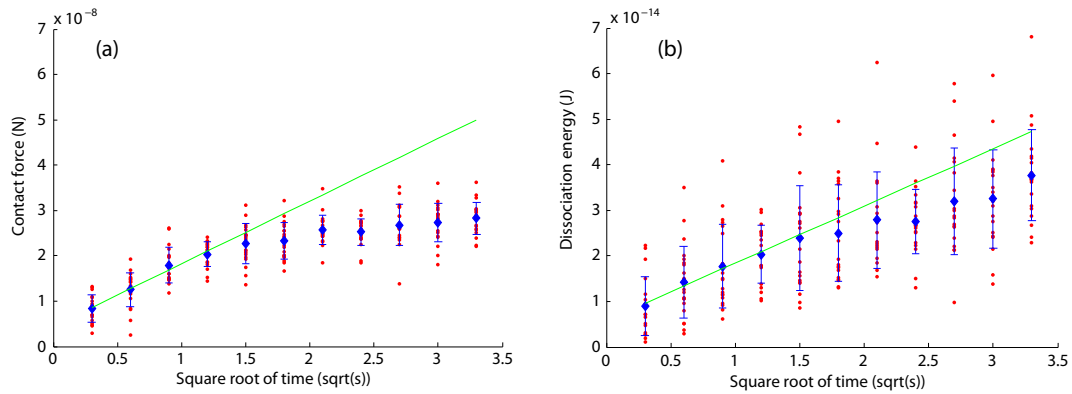 x 10⁻⁸
(a)
Contact force (N)
7
6
5
4
3
2
1
0
0 0.5 1 1.5 2 2.5 3 3.5
Square root of time (sqrt(s))
x 10⁻¹⁴
(b)
Dissociation energy (J)
7
6
5
4
3
2
1
0
0 0.5 1 1.5 2 2.5 3 3.5
Square root of time (sqrt(s))